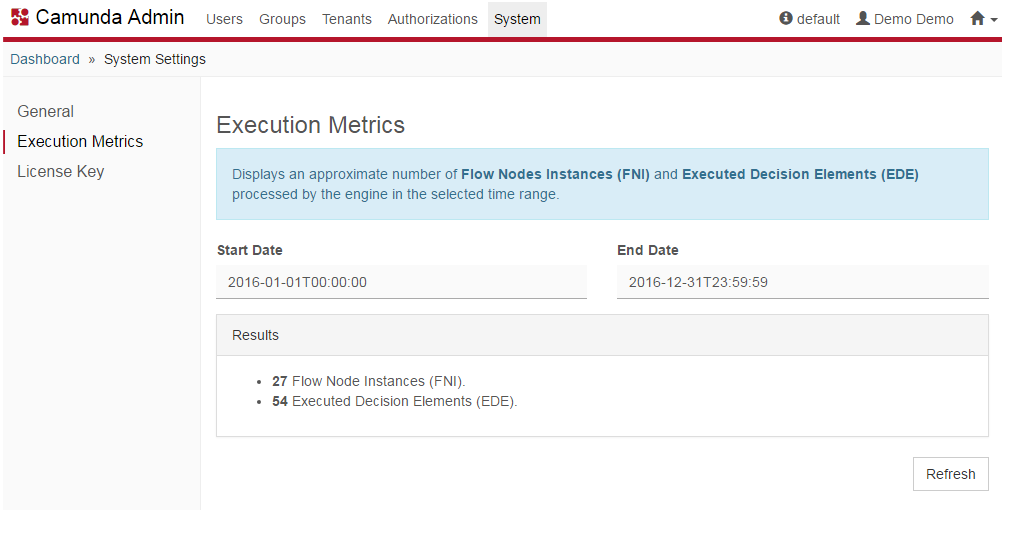 Camunda Admin Users Groups Tenants Authorizations System default Demo Demo
Dashboard » System Settings
General
Execution Metrics
License Key
Execution Metrics
Displays an approximate number of Flow Nodes Instances (FNI) and Executed Decision Elements (EDE)
processed by the engine in the selected time range.
Start Date End Date
2016-01-01T00:00:00 2016-12-31T23:59:59
Results
• 27 Flow Node Instances (FNI).
• 54 Executed Decision Elements (EDE).
Refresh